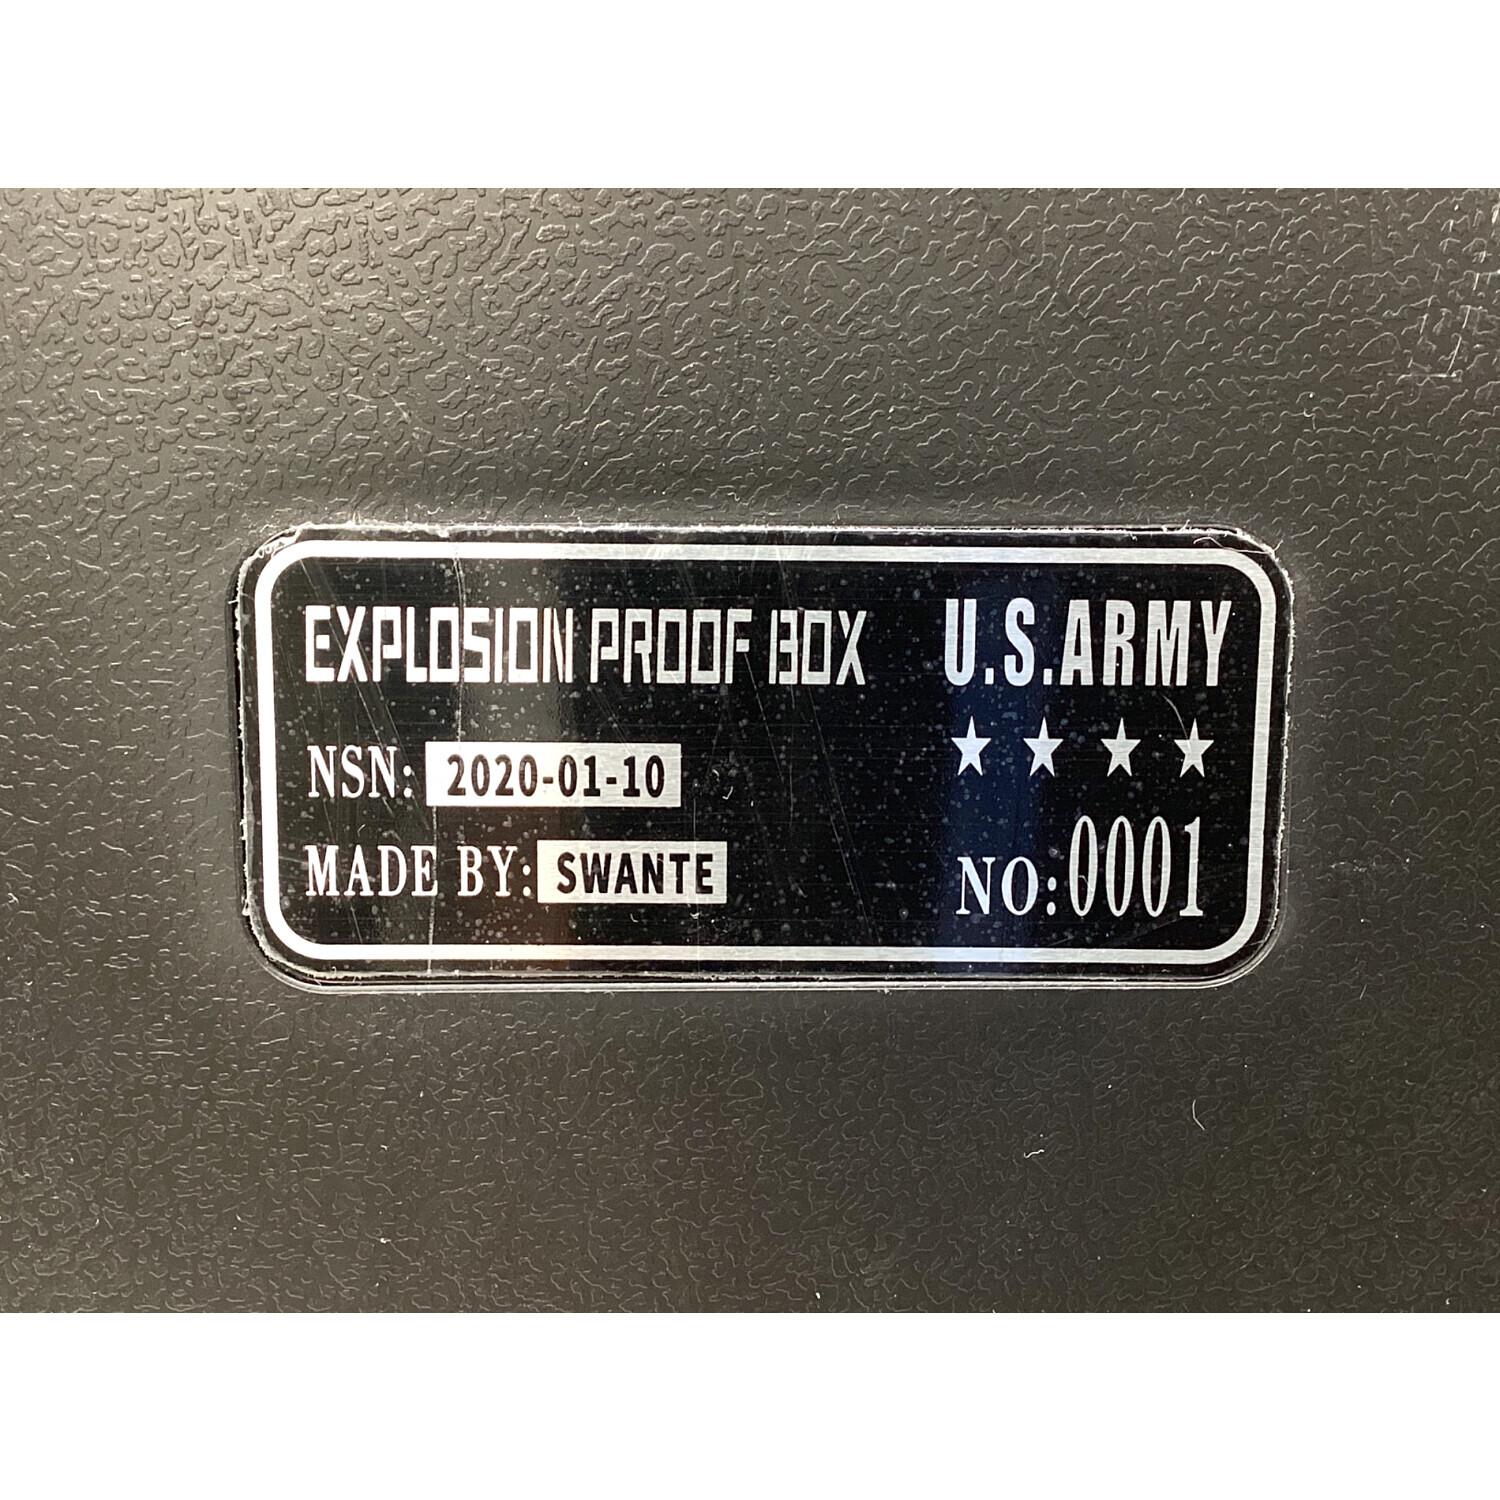 EXPLOSION PROOF BOX
NSN: 2020-01-10
MADE BY: SWANTE
U.S.ARMY
★ ★ ★ ★
NO:0001